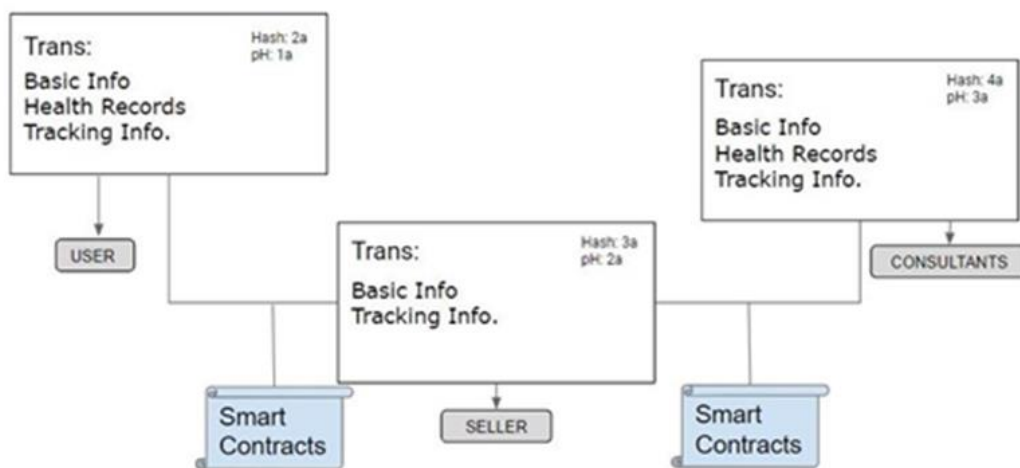 Trans:
Hash: 2a
pH: 1a
Basic Info
Health Records
Tracking Info.
USER
Trans:
Hash: 3a
pH: 2a
Basic Info
Tracking Info.
SELLER
Trans:
Hash: 4a
pH: 3a
Basic Info
Health Records
Tracking Info.
CONSULTANTS
Smart
Contracts
Smart
Contracts